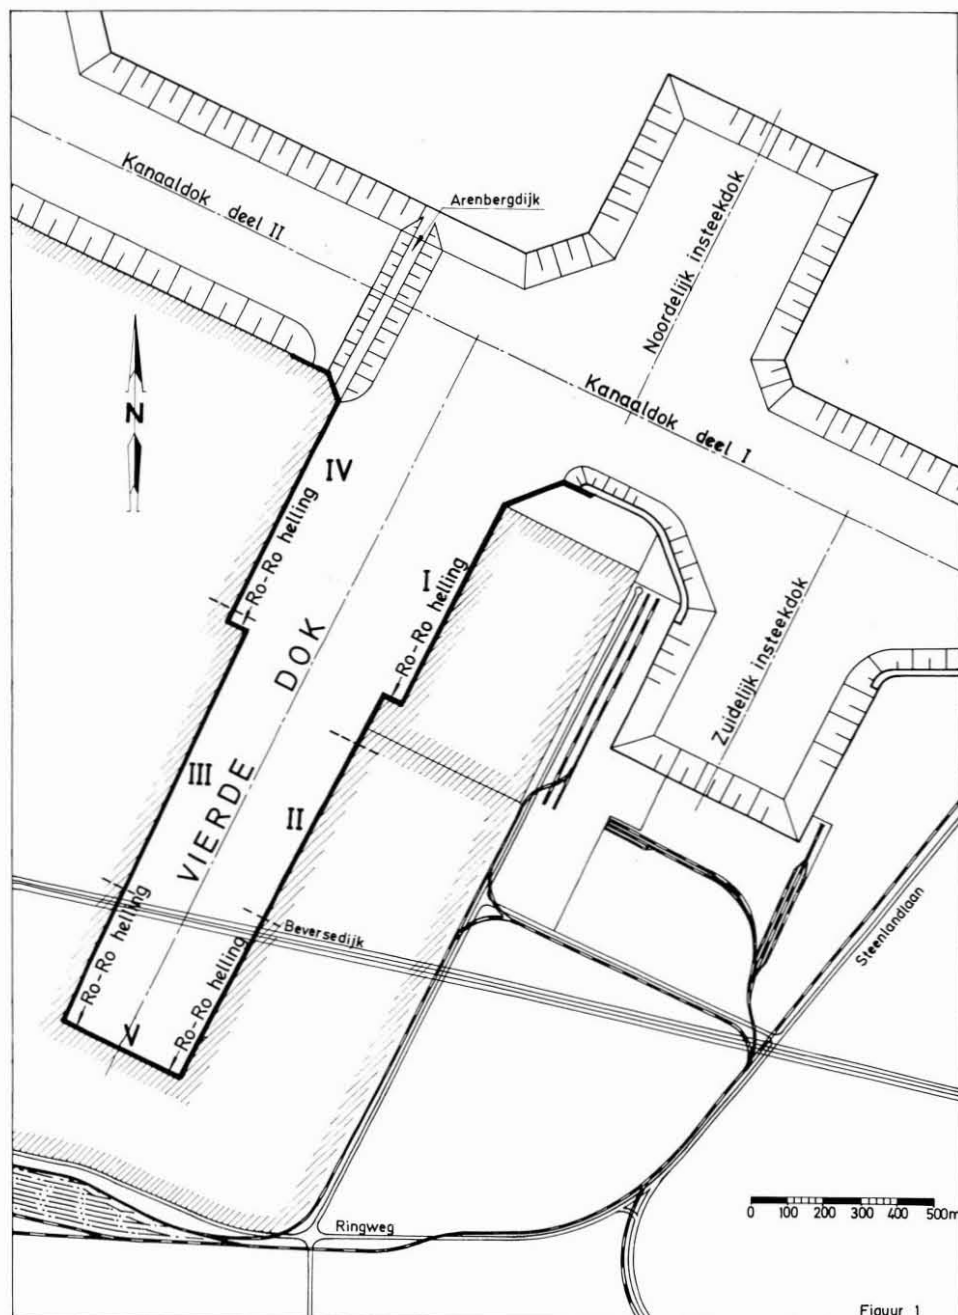 Kanaaldok deel II
Arenbergdijk
Noordelijk insteekdok
Kanaaldok deel I
N
IV
Ro-Ro helling
I
Ro-Ro helling
Zuidelijk insteekdok
VIERDE DOK
III
II
Steenlandlaan
Beversedijk
Ro-Ro helling
Ro-Ro helling
V
Ringweg
0 100 200 300 400 500m
Figuur 1